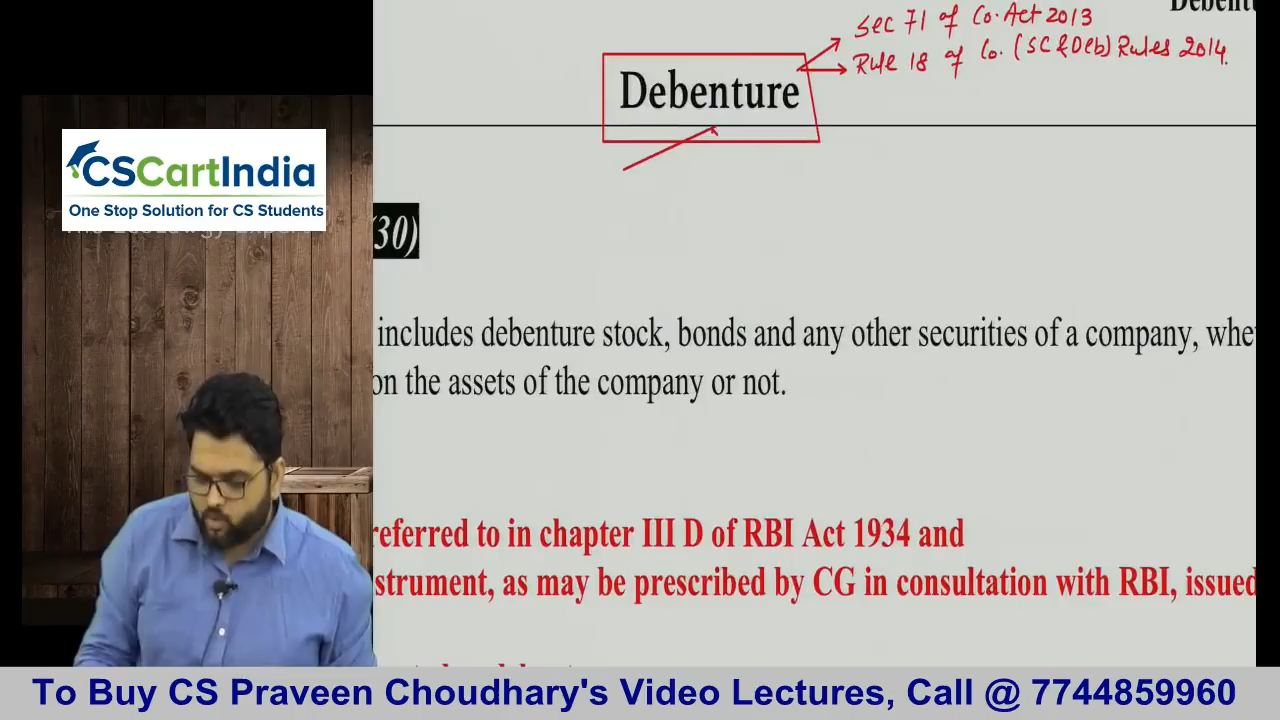 Debentu
Sec 71 of Co. Act 2013
Rule 18 of Co. (SC & Deb) Rules 2014.
Debenture
CSCartIndia
One Stop Solution for CS Students
(30)
includes debenture stock, bonds and any other securities of a company, whe
on the assets of the company or not.
referred to in chapter III D of RBI Act 1934 and
strument, as may be prescribed by CG in consultation with RBI, issued
To Buy CS Praveen Choudhary's Video Lectures, Call @ 7744859960